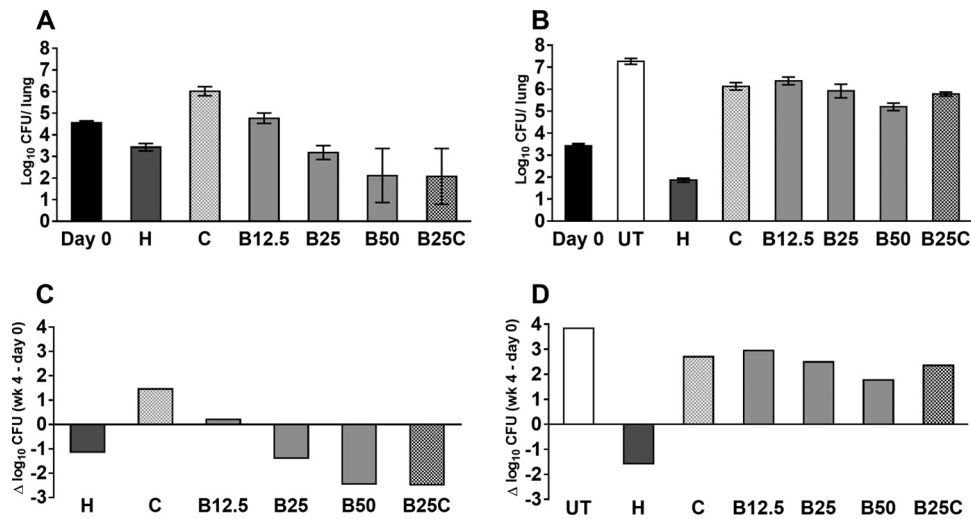 A
Log10 CFU/ lung
8
7
6
5
4
3
2
1
0
Day 0 H C B12.5 B25 B50 B25C
B
Log10 CFU/ lung
8
7
6
5
4
3
2
1
0
Day 0 UT H C B12.5 B25 B50 B25C
C
Δ log10 CFU (wk 4 - day 0)
4
3
2
1
0
-1
-2
-3
H C B12.5 B25 B50 B25C
D
Δ log10 CFU (wk 4 - day 0)
4
3
2
1
0
-1
-2
-3
UT H C B12.5 B25 B50 B25C